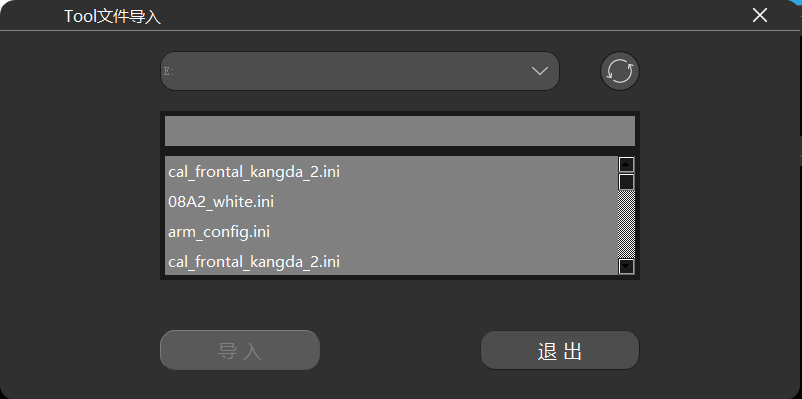 Tool文件导入
E:
cal_frontal_kangda_2.ini
08A2_white.ini
arm_config.ini
cal_frontal_kangda_2.ini
导入
退出